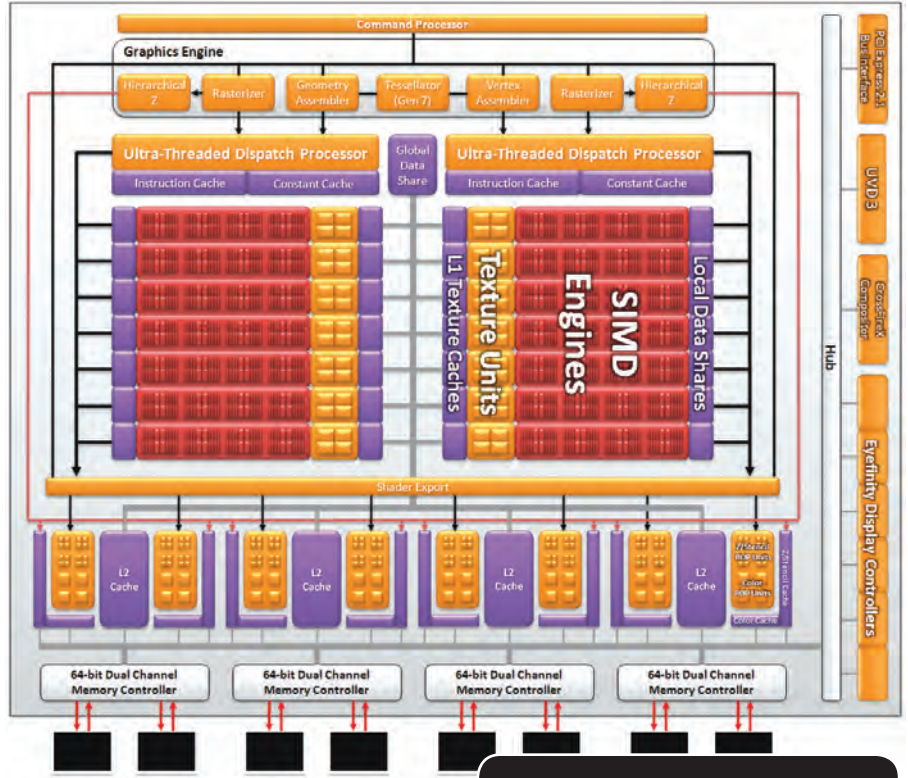 Command Processor
Graphics Engine
Hierarchical
Z
Rasterizer
Geometry
Assembler
Tessellator
(Gen 7)
Vertex
Assembler
Rasterizer
Hierarchical
Z
Ultra-Threaded Dispatch Processor
Instruction Cache
Constant Cache
Global
Data
Share
Ultra-Threaded Dispatch Processor
Instruction Cache
Constant Cache
L1 Texture Caches
Texture Units
SIMD
Engines
Local Data Shares
Shader Export
L2
Cache
L2
Cache
L2
Cache
L2
Cache
Z/Stencil
ROP Units
Color
ROP Units
Z/Stencil Cache
Color Cache
64-bit Dual Channel
Memory Controller
64-bit Dual Channel
Memory Controller
64-bit Dual Channel
Memory Controller
64-bit Dual Channel
Memory Controller
Hub
PCI Express 2.1
Bus Interface
UVD 3
CrossFireX
Compositor
Eyefinity Display Controllers